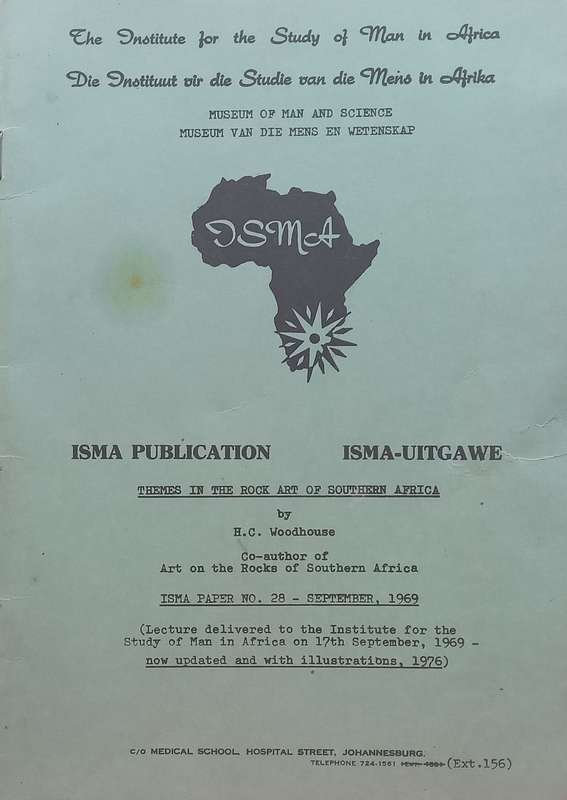 The Institute for the Study of Man in Africa
Die Instituut vir die Studie van die Mens in Afrika
MUSEUM OF MAN AND SCIENCE
MUSEUM VAN DIE MENS EN WETENSKAP
ISMA
ISMA PUBLICATION ISMA-UITGAWE
THEMES IN THE ROCK ART OF SOUTHERN AFRICA
by
H.C. Woodhouse
Co-author of
Art on the Rocks of Southern Africa
ISMA PAPER NO. 28 - SEPTEMBER, 1969
(Lecture delivered to the Institute for the
Study of Man in Africa on 17th September, 1969 -
now updated and with illustrations, 1976)
c/o MEDICAL SCHOOL, HOSPITAL STREET, JOHANNESBURG.
TELEPHONE 724-1561 (Ext.156)